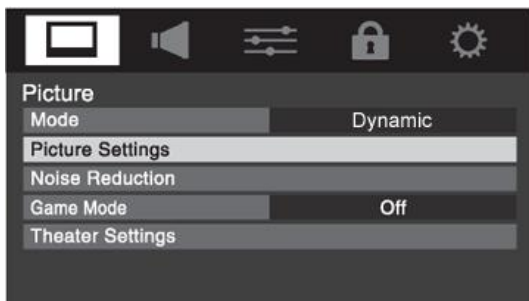 Picture
Mode Dynamic
Picture Settings
Noise Reduction
Game Mode Off
Theater Settings